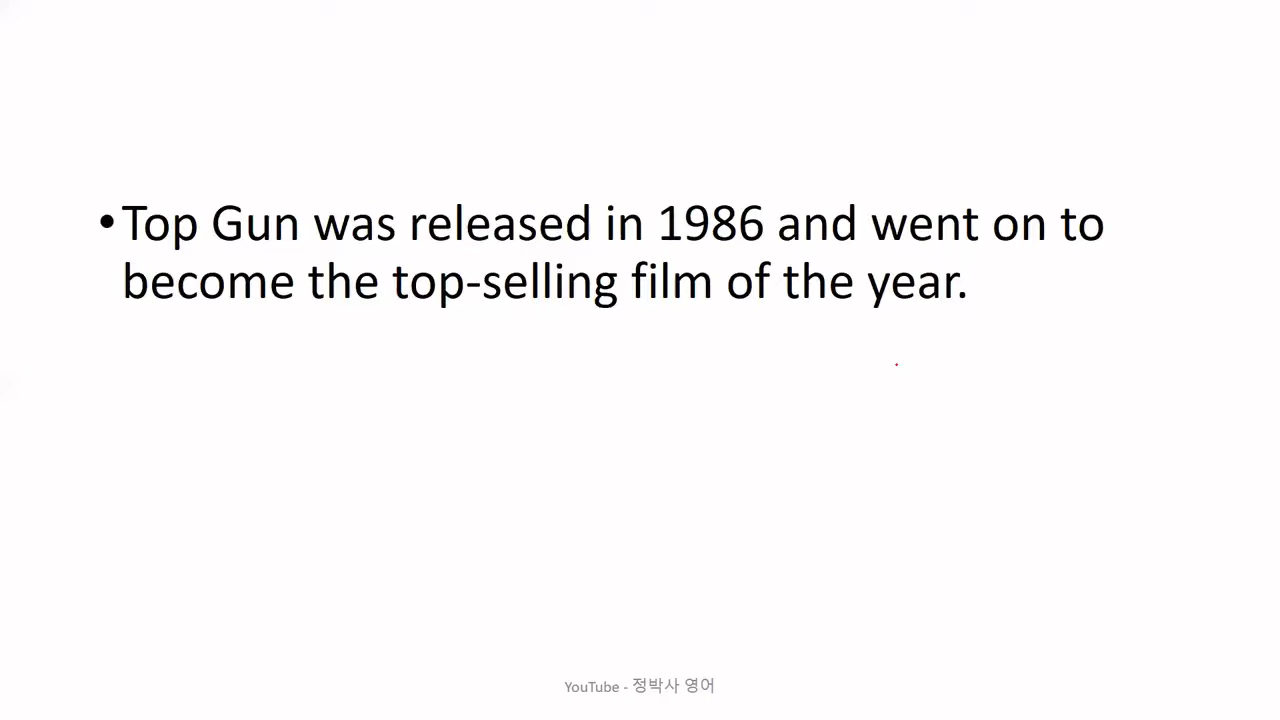 •Top Gun was released in 1986 and went on to
become the top-selling film of the year.
YouTube - 정박사 영어